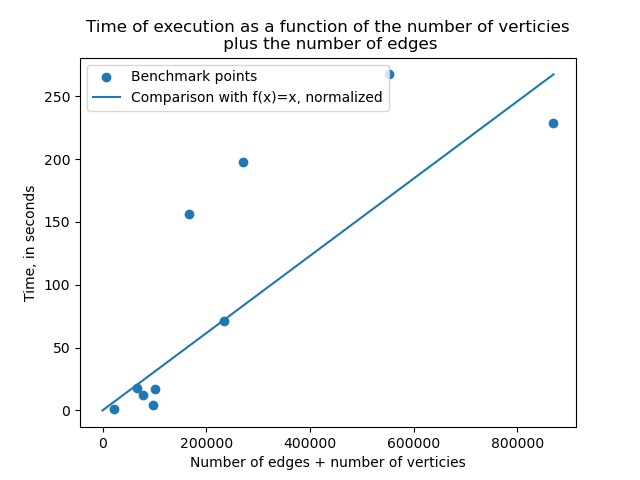 Time of execution as a function of the number of verticies
plus the number of edges
Benchmark points
Comparison with f(x)=x, normalized
Time, in seconds
250
200
150
100
50
0
0 200000 400000 600000 800000
Number of edges + number of verticies